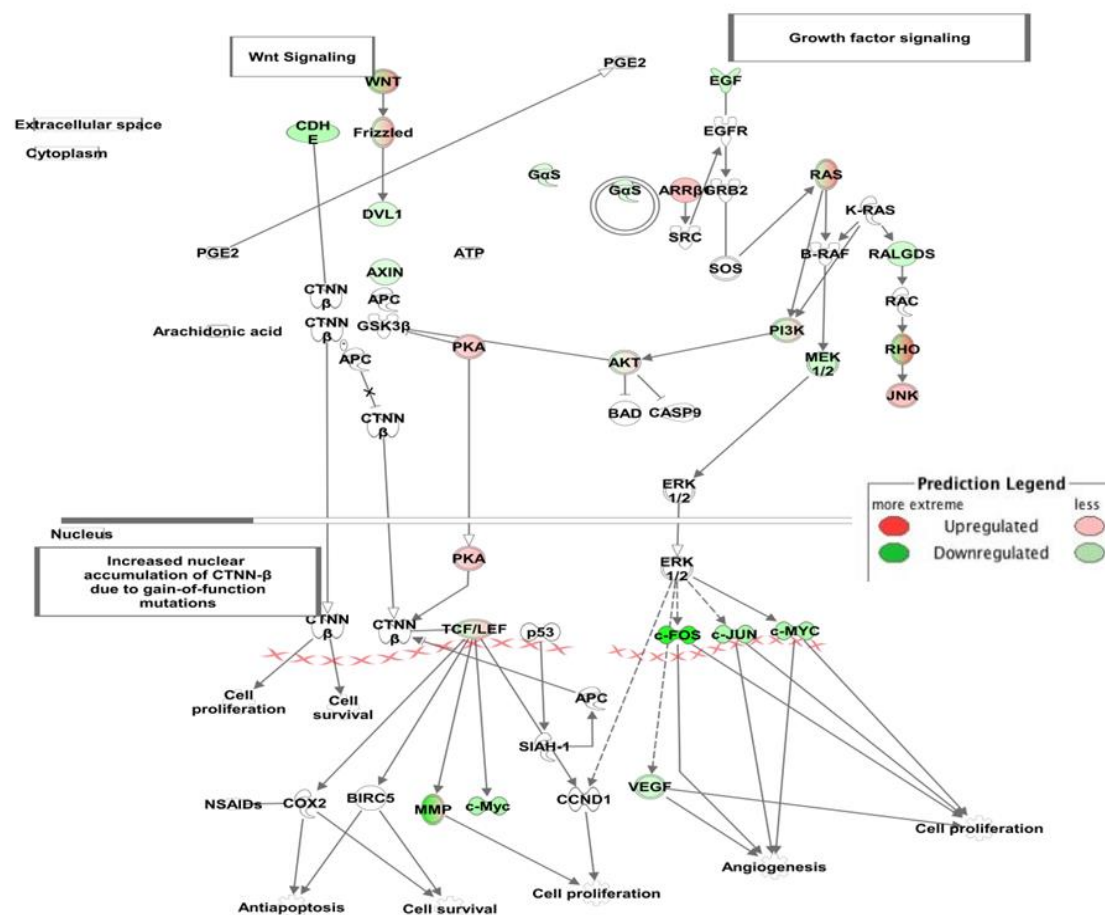 Wnt Signaling
Growth factor signaling
PGE2
WNT
EGF
Extracellular space
CDH
E
Frizzled
EGFR
Cytoplasm
GαS
GαS
ARRβ
GRB2
RAS
DVL1
SRC
K-RAS
PGE2
ATP
SOS
B-RAF
RALGDS
AXIN
CTNN
β
APC
RAC
Arachidonic acid
CTNN
β
GSK3β
PI3K
APC
PKA
AKT
MEK
1/2
RHO
JNK
BAD
CASP9
CTNN
β
ERK
1/2
Prediction Legend
more extreme
less
Upregulated
Downregulated
Nucleus
Increased nuclear
accumulation of CTNN-β
due to gain-of-function
mutations
PKA
ERK
1/2
CTNN
β
CTNN
β
TCF/LEF
p53
c-FOS
c-JUN
c-MYC
Cell
proliferation
Cell
survival
APC
SIAH-1
NSAIDs
COX2
BIRC5
MMP
c-Myc
CCND1
VEGF
Cell proliferation
Angiogenesis
Antiapoptosis
Cell survival
Cell proliferation